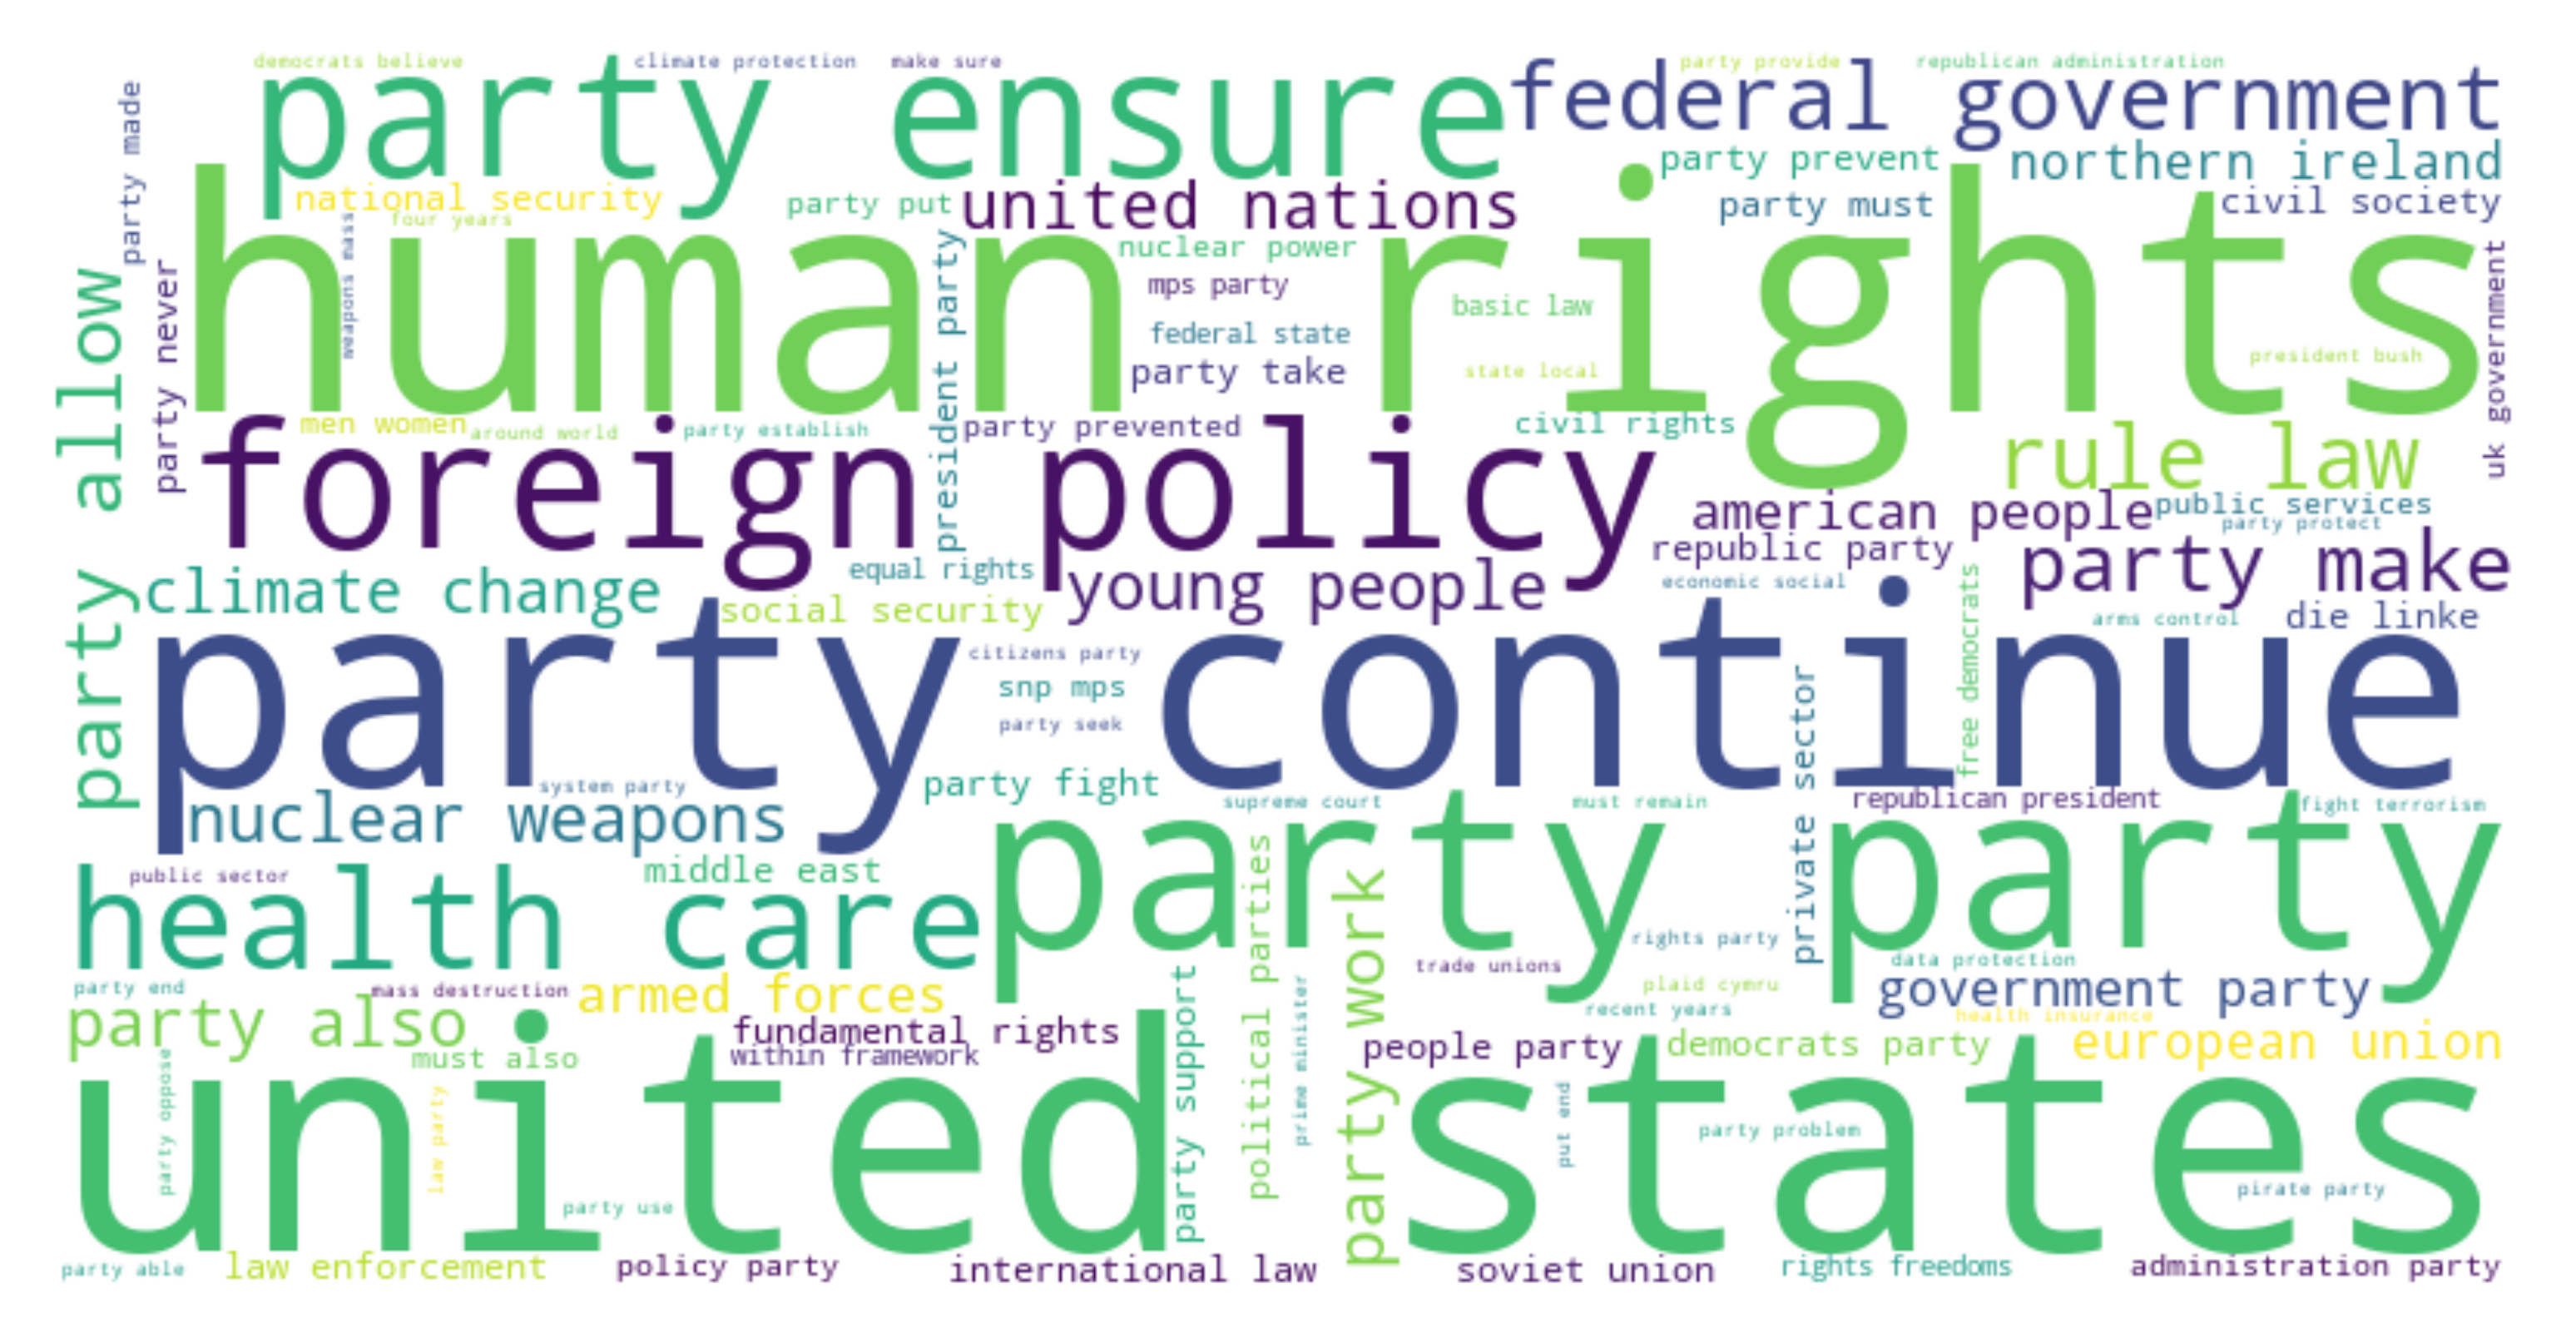 democrats believe
climate protection
make sure
party provide
republican administration
party ensure
federal government
party made
party prevent
northern ireland
national security
four years
party put
united nations
party must
civil society
human rights
weapons mass
president party
nuclear power
mps party
basic law
federal state
party take
state local
president bush
uk government
party allow
party never
men women
around world
party establish
party prevented
civil rights
foreign policy
rule law
american people
public services
party protect
republic party
party make
climate change
equal rights
young people
economic social
social security
free democrats
arms control
die linke
party continue
citizens party
snp mps
party seek
private sector
system party
party fight
nuclear weapons
supreme court
must remain
republican president
fight terrorism
party party
public sector
middle east
health care
political parties
party work
rights party
trade unions
data protection
party end
mass destruction
armed forces
plaid cymru
government party
recent years
health insurance
party also
fundamental rights
within framework
must also
party support
prime minister
people party
democrats party
european union
united states
party oppose
law party
put end
party problem
party use
pirate party
party able
law enforcement
policy party
international law
soviet union
rights freedoms
administration party